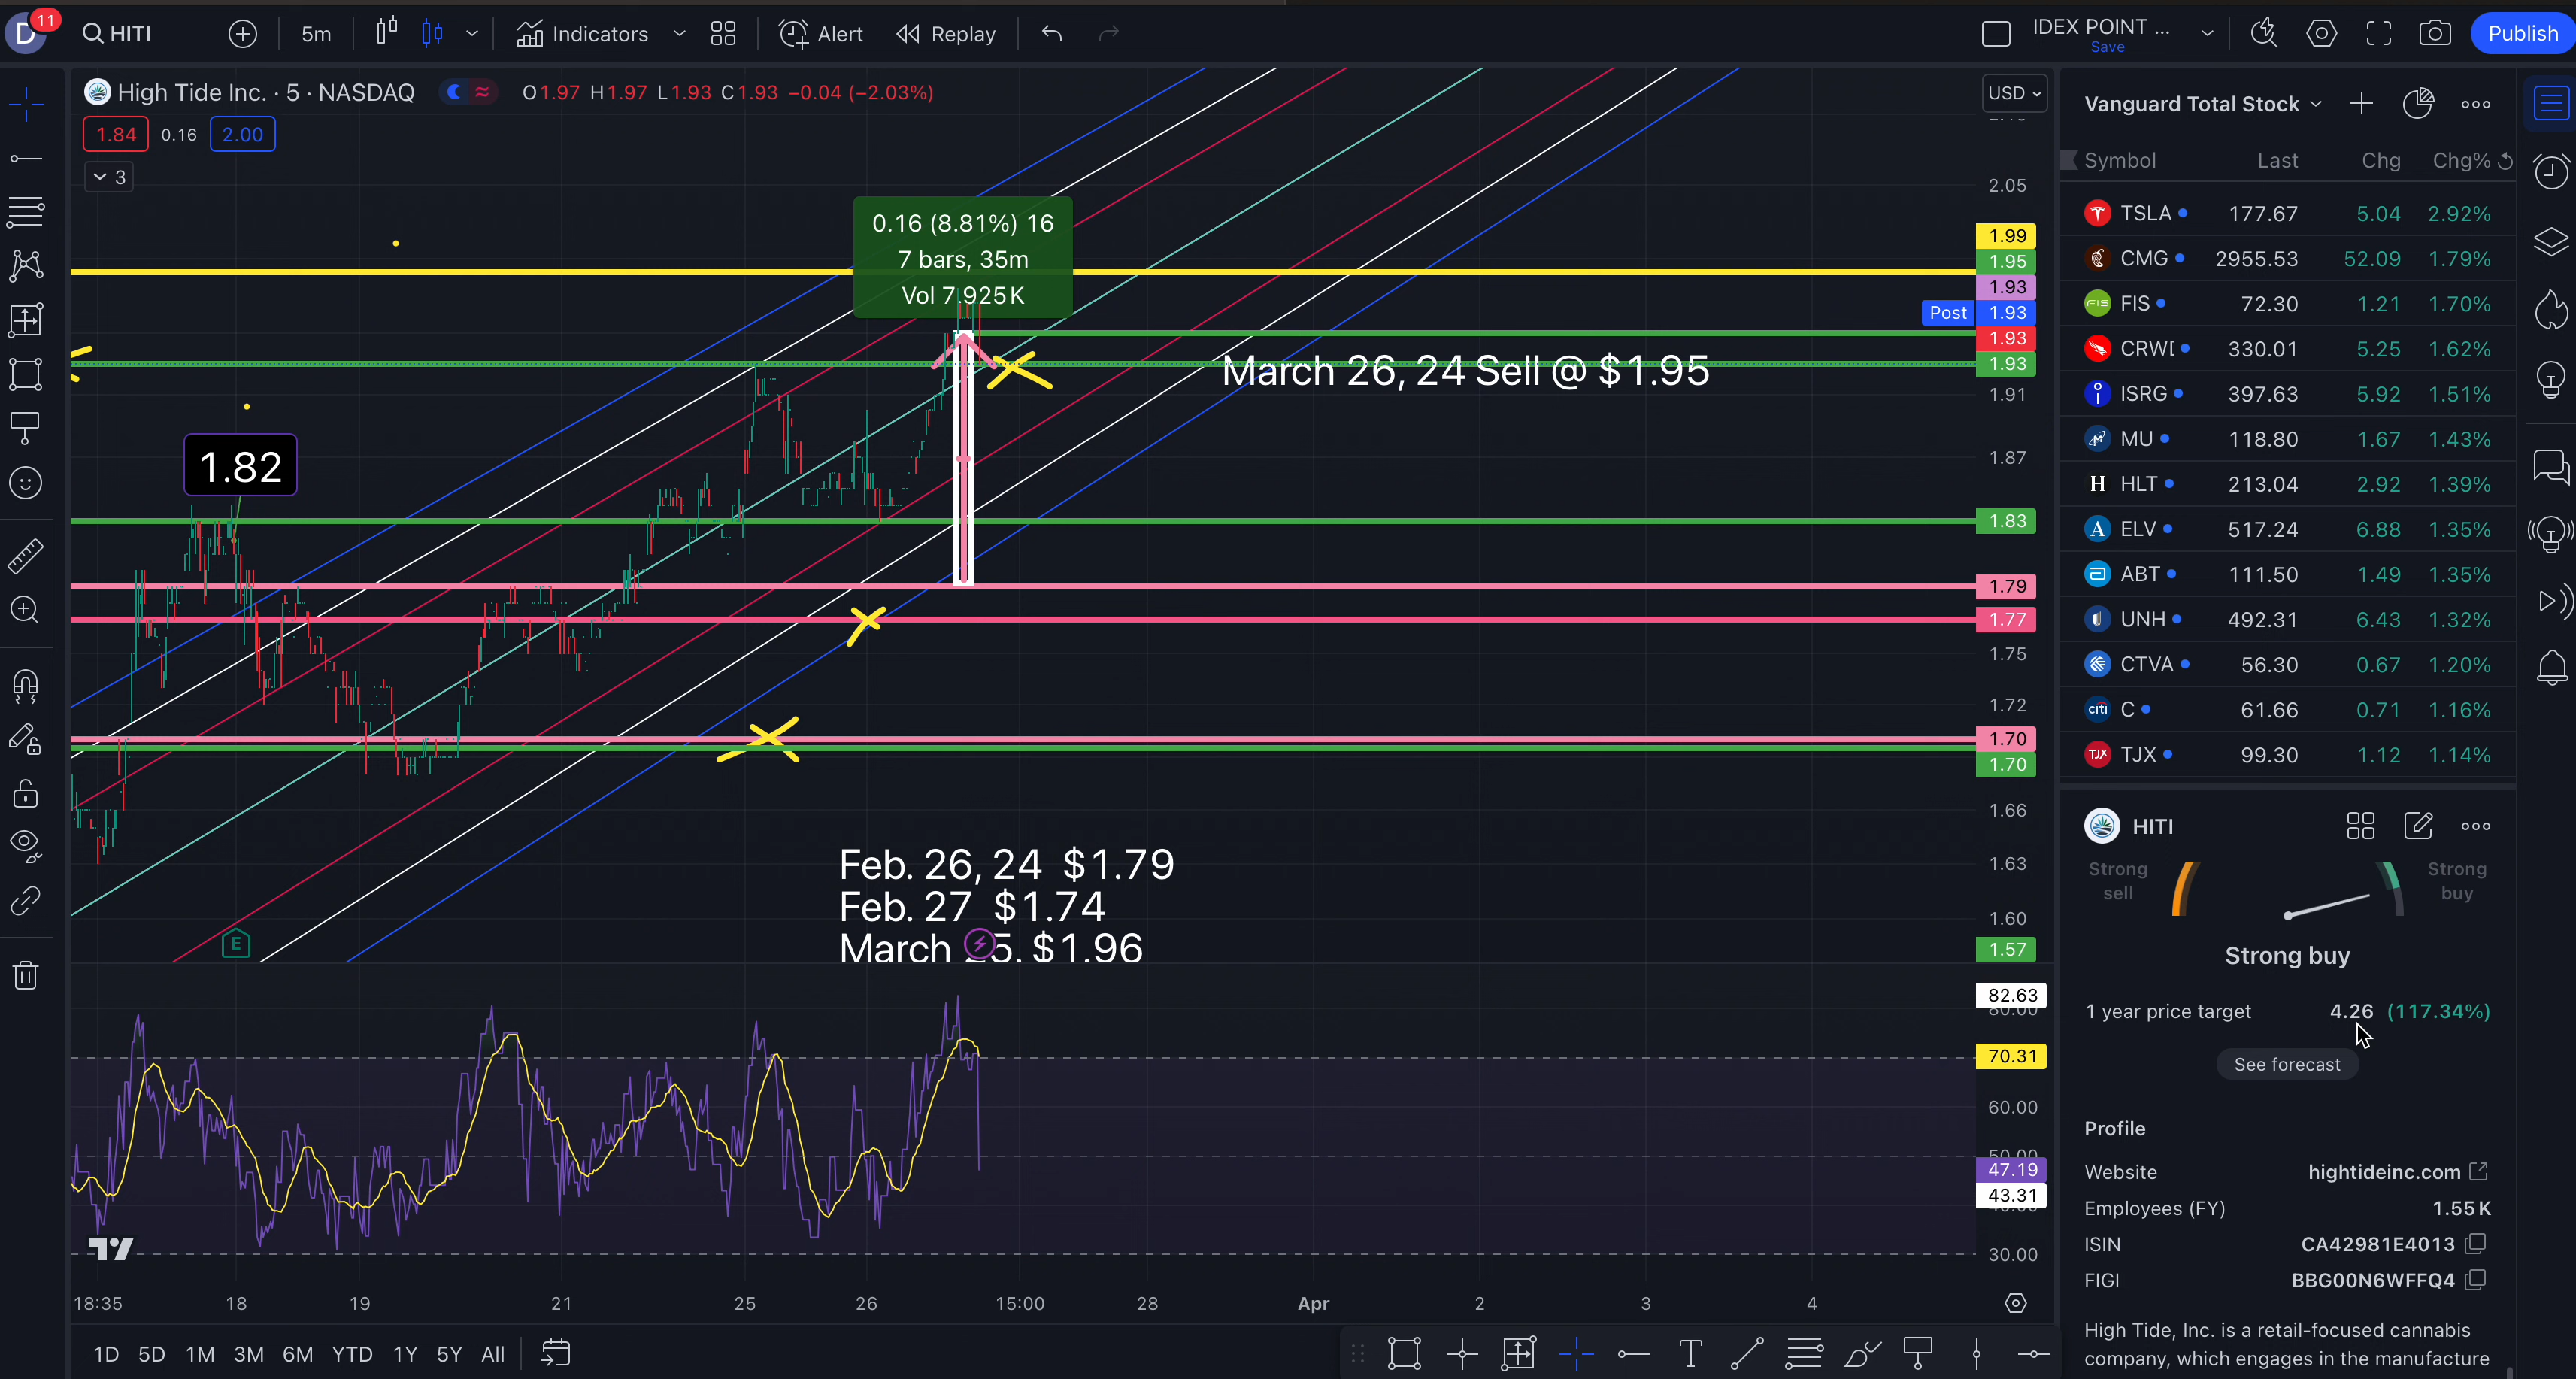 D 11 HITI 5m Indicators Alert Replay IDEX POINT ... Save Publish
High Tide Inc. · 5 · NASDAQ O1.97 H1.97 L1.93 C1.93 −0.04 (−2.03%) USD
1.84 0.16 2.00
3
0.16 (8.81%) 16
7 bars, 35m
Vol 7.925K
March 26, 24 Sell @ $1.95
1.82
Feb. 26, 24 $1.79
Feb. 27 $1.74
March 5. $1.96
E
2.05
1.99
1.95
1.93
Post 1.93
1.93
1.93
1.91
1.87
1.83
1.79
1.77
1.75
1.72
1.70
1.70
1.66
1.63
1.60
1.57
82.63
80.00
70.31
60.00
50.00
47.19
43.31
30.00
18:35 18 19 21 25 26 15:00 28 Apr 2 3 4
1D 5D 1M 3M 6M YTD 1Y 5Y All
Vanguard Total Stock
Symbol Last Chg Chg%
TSLA 177.67 5.04 2.92%
CMG 2955.53 52.09 1.79%
FIS 72.30 1.21 1.70%
CRWD 330.01 5.25 1.62%
ISRG 397.63 5.92 1.51%
MU 118.80 1.67 1.43%
H HLT 213.04 2.92 1.39%
A ELV 517.24 6.88 1.35%
ABT 111.50 1.49 1.35%
UNH 492.31 6.43 1.32%
CTVA 56.30 0.67 1.20%
citi C 61.66 0.71 1.16%
TJX TJX 99.30 1.12 1.14%
HITI
Strong sell Strong buy
Strong buy
1 year price target 4.26 (117.34%)
See forecast
Profile
Website hightideinc.com
Employees (FY) 1.55K
ISIN CA42981E4013
FIGI BBG00N6WFFQ4
High Tide, Inc. is a retail-focused cannabis
company, which engages in the manufacture